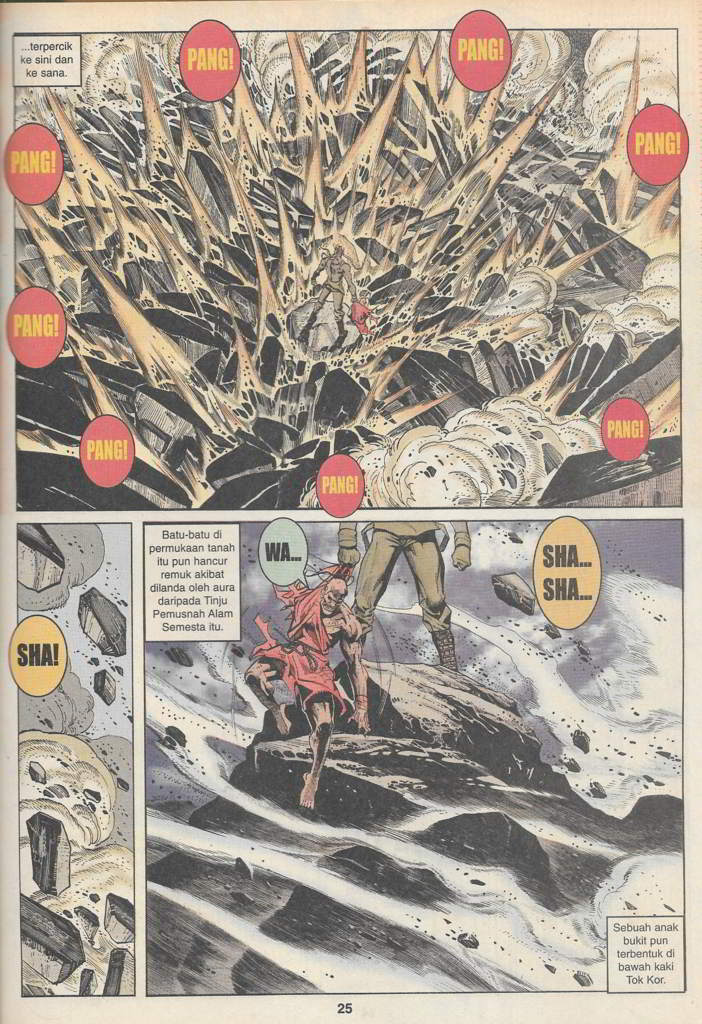 ...terpercik
ke sini dan
ke sana.
PANG!
PANG!
PANG!
PANG!
PANG!
PANG!
PANG!
PANG!
SHA!
Batu-batu di
permukaan tanah
itu pun hancur
remuk akibat
dilanda oleh aura
daripada Tinju
Pemusnah Alam
Semesta itu.
WA...
SHA...
SHA...
Sebuah anak
bukit pun
terbentuk di
bawah kaki
Tok Kor.
25